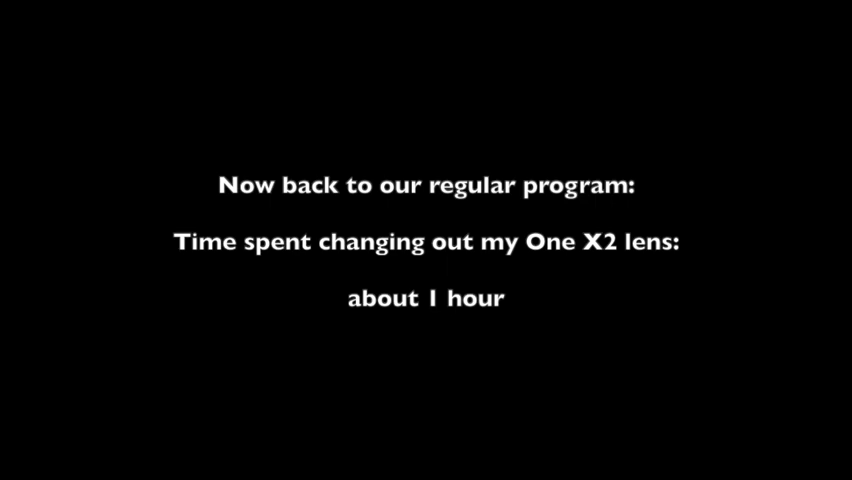 Now back to our regular program:
Time spent changing out my One X2 lens:
about 1 hour